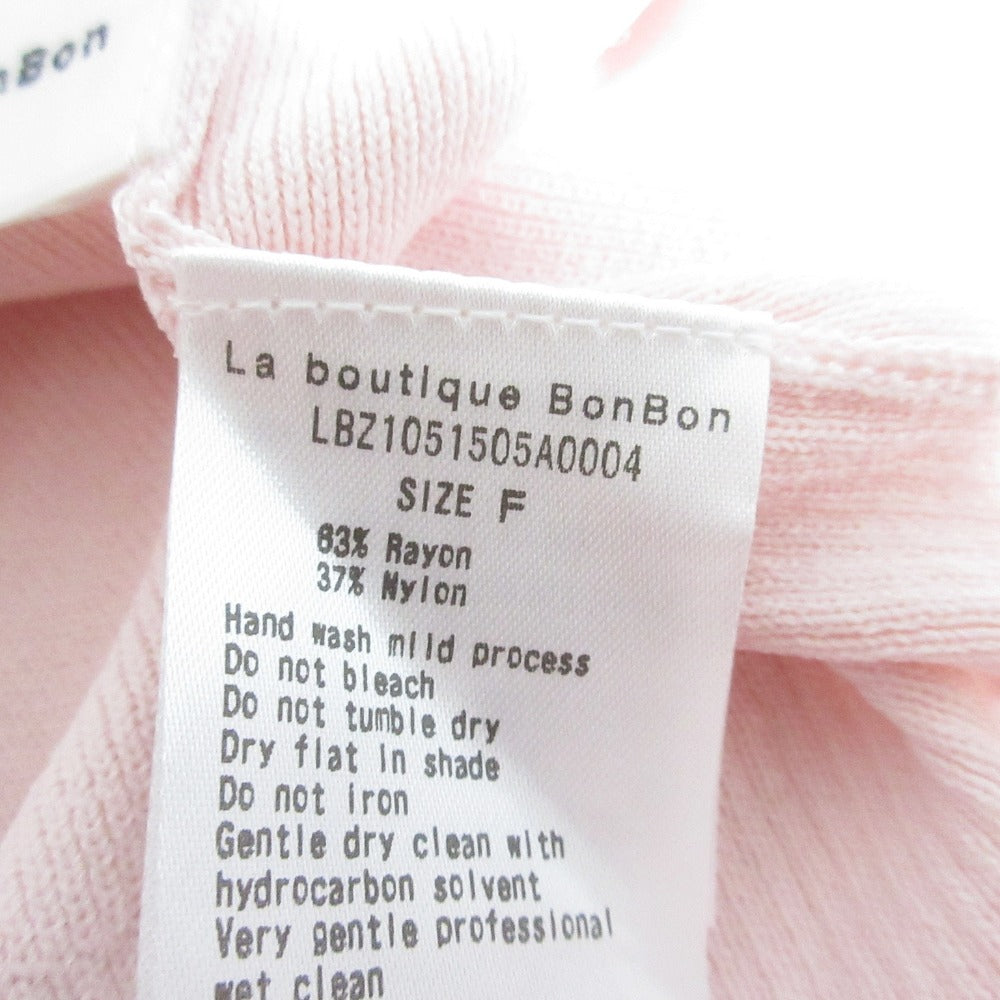 nBon
La boutique BonBon
LBZ1051505A0004
SIZE F
63% Rayon
37% Nylon
Hand wash mild process
Do not bleach
Do not tumble dry
Dry flat in shade
Do not iron
Gentle dry clean with
hydrocarbon solvent
Very gentle professional
wet clean